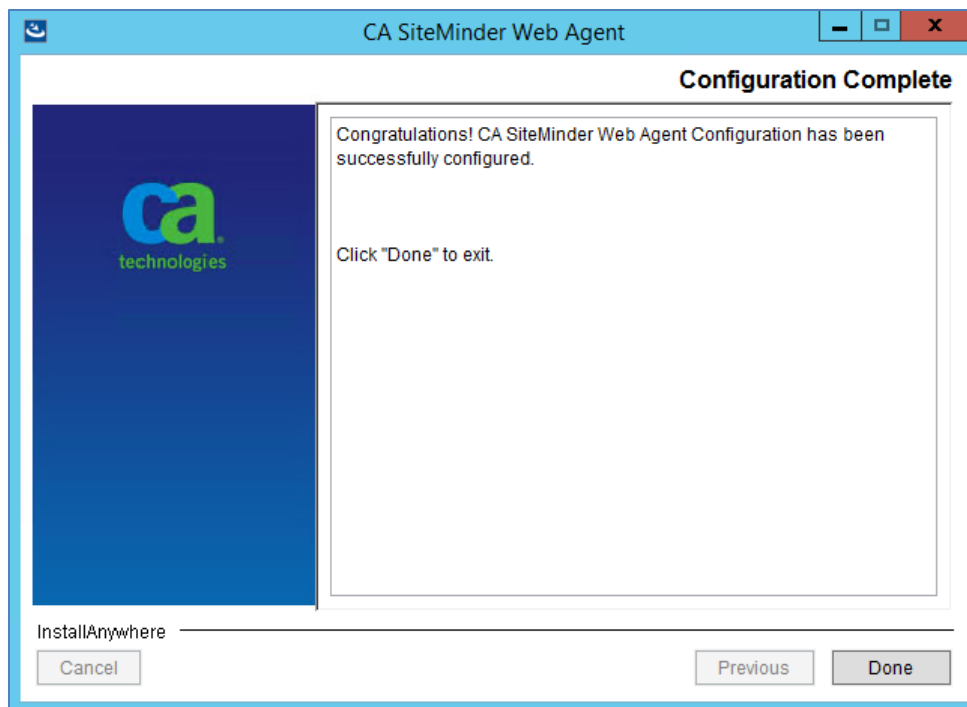 CA SiteMinder Web Agent
Configuration Complete
ca
technologies
Congratulations! CA SiteMinder Web Agent Configuration has been
successfully configured.
Click "Done" to exit.
InstallAnywhere
Cancel
Previous
Done